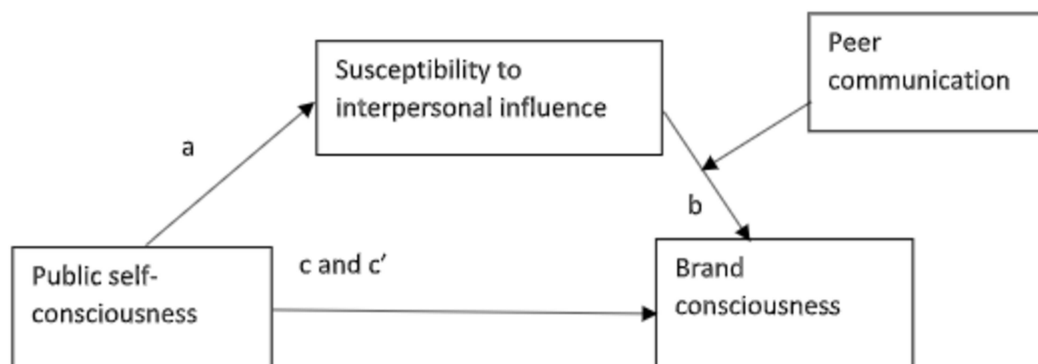 Peer
communication
Susceptibility to
interpersonal influence
a
b
c and c′
Public self-
consciousness
Brand
consciousness